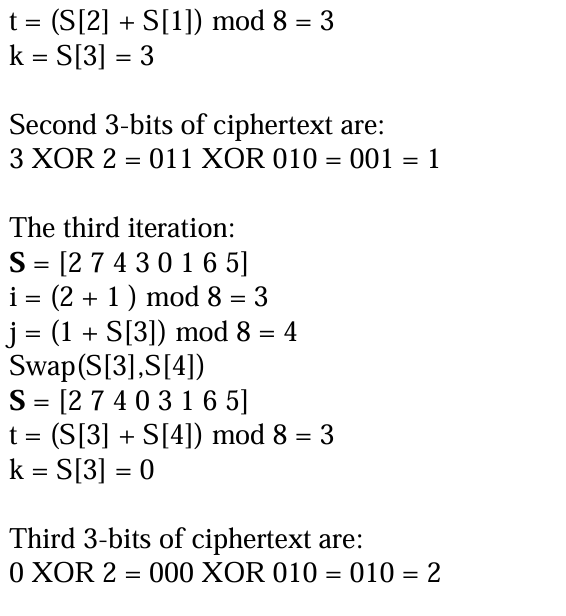 t = (S[2] + S[1]) mod 8 = 3
k = S[3] = 3
Second 3-bits of ciphertext are:
3 XOR 2 = 011 XOR 010 = 001 = 1
The third iteration:
S = [2 7 4 3 0 1 6 5]
i = (2 + 1 ) mod 8 = 3
j = (1 + S[3]) mod 8 = 4
Swap(S[3],S[4])
S = [2 7 4 0 3 1 6 5]
t = (S[3] + S[4]) mod 8 = 3
k = S[3] = 0
Third 3-bits of ciphertext are:
0 XOR 2 = 000 XOR 010 = 010 = 2